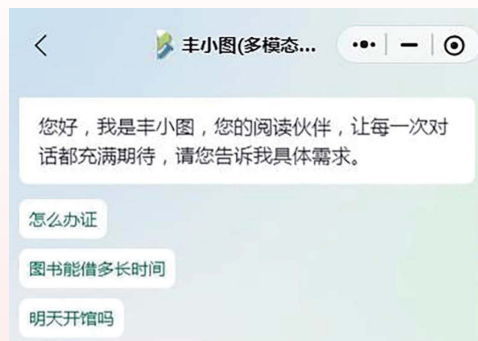 丰小图(多模态...
您好，我是丰小图，您的阅读伙伴，让每一次对
话都充满期待，请您告诉我具体需求。
怎么办证
图书能借多长时间
明天开馆吗